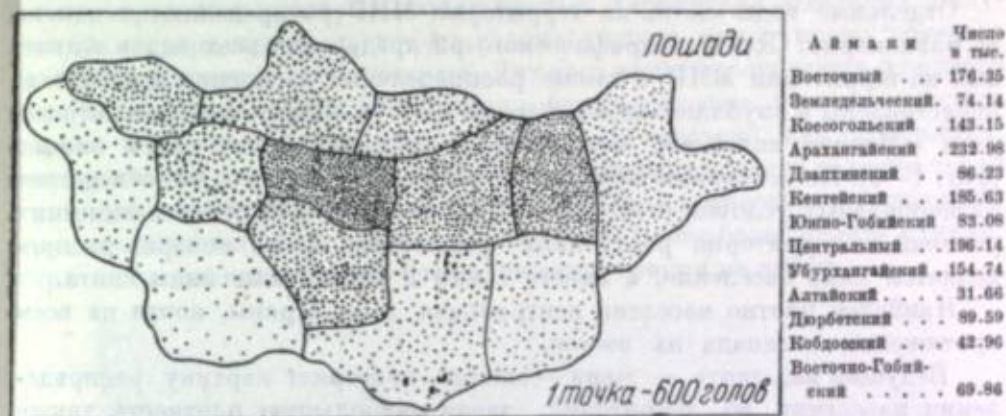 Лошади
1 точка-600 голов
Аймаки Число в тыс.
Восточный . . 176.35
Земледельческий. 74.14
Косогольский . 143.15
Арахангайский . 232.98
Дзапхинский . 86.23
Кентейский . . 185.63
Южно-Гобийский 83.08
Центральный . 196.14
Убурхангайский . 154.74
Алтайский . . . 31.66
Дюрбетский . . 89.59
Кобдоский . . . 42.96
Восточно-Гобий-
ский . . . . 69.86